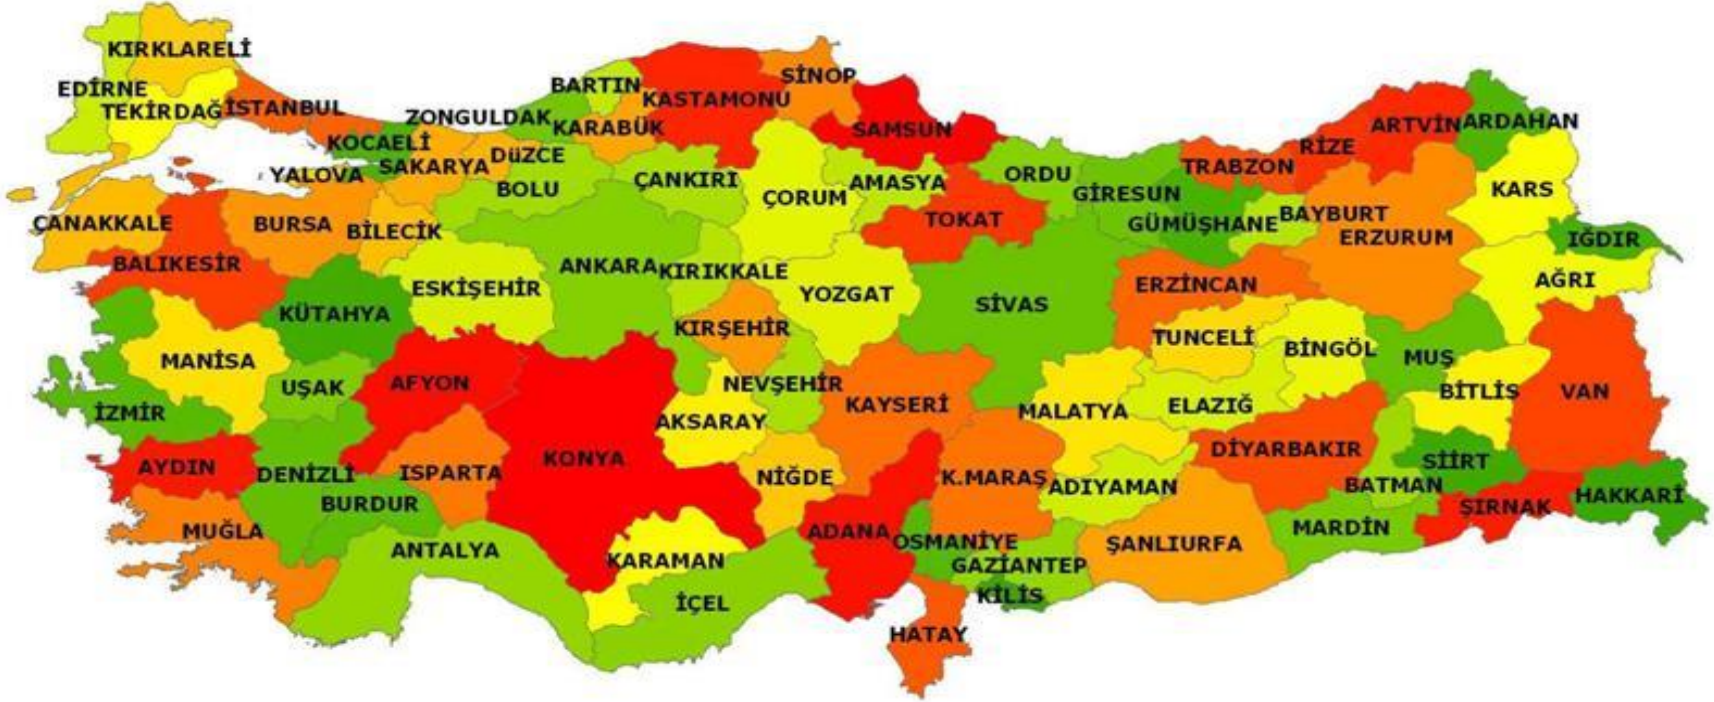 KIRKLARELİ
EDİRNE
TEKİRDAĞ
İSTANBUL
KOCAELİ
YALOVA
SAKARYA
ZONGULDAK
DüZCE
BOLU
BARTIN
KARABÜK
KASTAMONU
SİNOP
SAMSUN
ÇANKIRI
ÇORUM
AMASYA
TOKAT
ORDU
GİRESUN
GÜMÜŞHANE
TRABZON
RİZE
ARTVİN
ARDAHAN
BAYBURT
ERZURUM
KARS
IĞDIR
AĞRI
ÇANAKKALE
BALIKESİR
BURSA
BİLECİK
KÜTAHYA
ESKİŞEHİR
ANKARA
KIRIKKALE
KIRŞEHİR
YOZGAT
SİVAS
ERZİNCAN
TUNCELİ
BİNGÖL
MUŞ
BİTLİS
VAN
MANİSA
UŞAK
İZMİR
AFYON
NEVŞEHİR
AKSARAY
KAYSERİ
MALATYA
ELAZIĞ
DİYARBAKIR
AYDIN
DENİZLİ
ISPARTA
BURDUR
KONYA
NİĞDE
K.MARAŞ
ADIYAMAN
BATMAN
SİİRT
ŞIRNAK
HAKKARİ
MUĞLA
ANTALYA
KARAMAN
İÇEL
ADANA
OSMANİYE
GAZİANTEP
KİLİS
ŞANLIURFA
MARDİN
HATAY